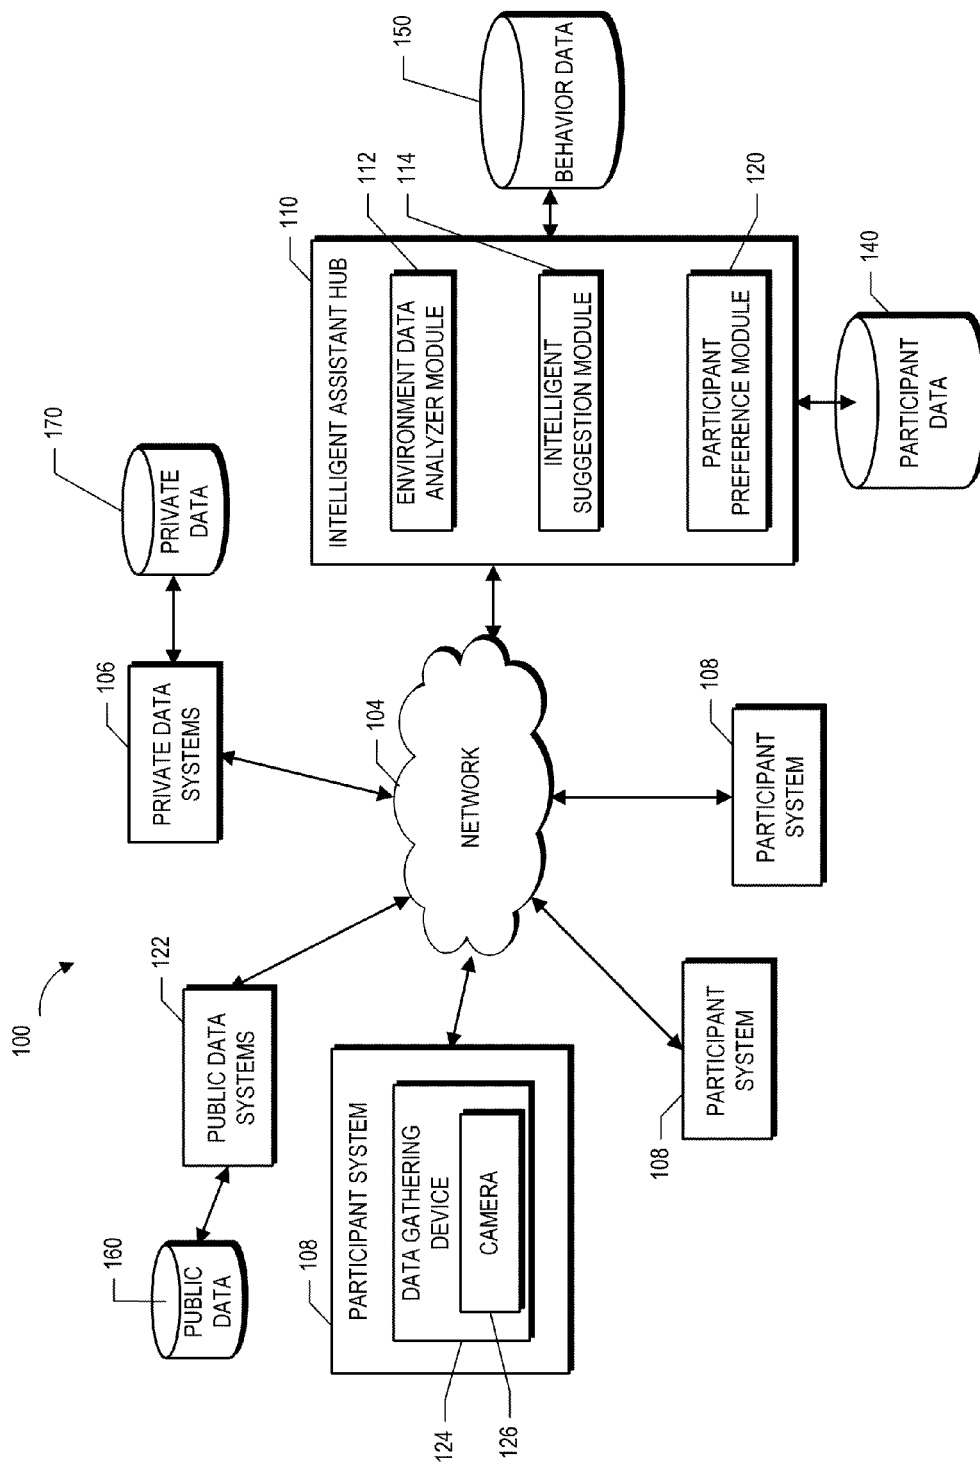 100
160
PUBLIC
DATA
122
PUBLIC DATA
SYSTEMS
106
PRIVATE DATA
SYSTEMS
170
PRIVATE
DATA
108
PARTICIPANT SYSTEM
DATA GATHERING
DEVICE
CAMERA
124
126
104
NETWORK
110
INTELLIGENT ASSISTANT HUB
112
ENVIRONMENT DATA
ANALYZER MODULE
114
INTELLIGENT
SUGGESTION MODULE
120
PARTICIPANT
PREFERENCE MODULE
150
BEHAVIOR DATA
108
PARTICIPANT
SYSTEM
108
PARTICIPANT
SYSTEM
140
PARTICIPANT
DATA